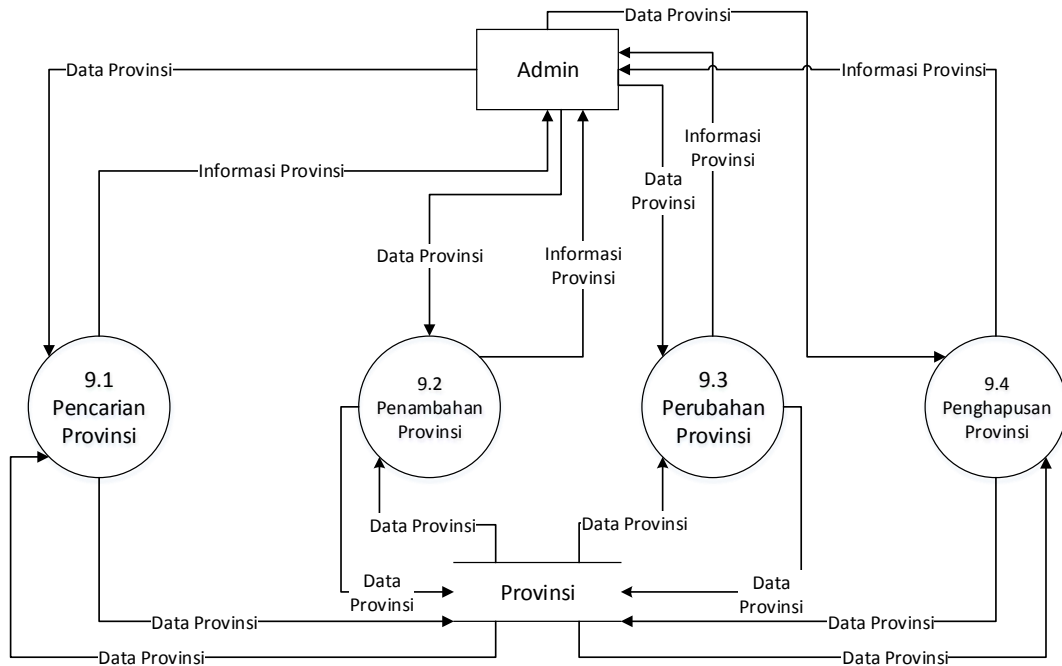 Data Provinsi
Admin
Data Provinsi
Informasi Provinsi
Informasi
Provinsi
Informasi Provinsi
Data
Provinsi
Data Provinsi
Informasi
Provinsi
9.1
Pencarian
Provinsi
9.2
Penambahan
Provinsi
9.3
Perubahan
Provinsi
9.4
Penghapusan
Provinsi
Data Provinsi
Data Provinsi
Data
Provinsi
Provinsi
Data
Provinsi
Data Provinsi
Data Provinsi
Data Provinsi
Data Provinsi